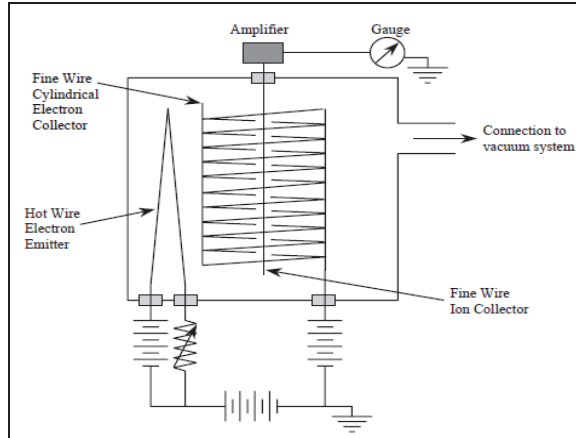 Amplifier
Gauge
Fine Wire
Cylindrical
Electron
Collector
Connection to
vacuum system
Hot Wire
Electron
Emitter
Fine Wire
Ion Collector